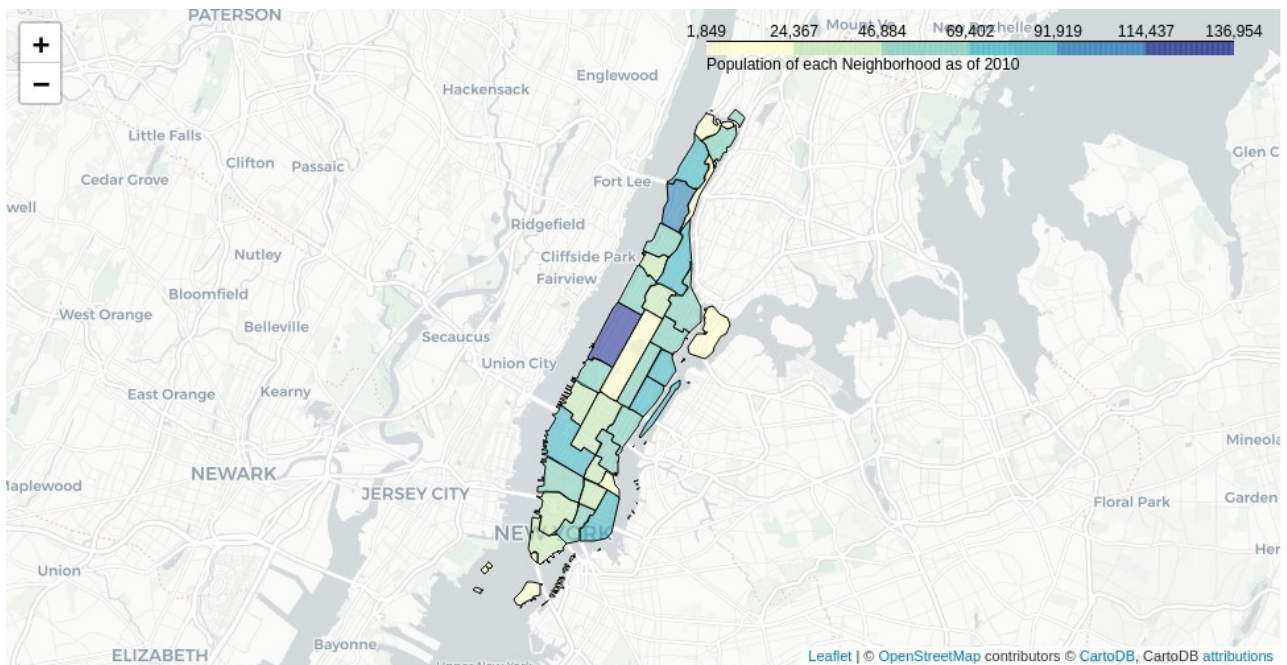 PATERSON
+
−
1,849 24,367 46,884 69,402 91,919 114,437 136,954
Population of each Neighborhood as of 2010
Englewood
Hackensack
Little Falls
Clifton
Passaic
Glen C
Cedar Grove
Fort Lee
well
Ridgefield
Nutley
Cliffside Park
Fairview
Bloomfield
West Orange
Belleville
Secaucus
Union City
East Orange
Kearny
Mineola
NEWARK
Maplewood
JERSEY CITY
Floral Park
Garden
NEW YORK
Her
Union
Bayonne
ELIZABETH
Leaflet | © OpenStreetMap contributors © CartoDB, CartoDB attributions